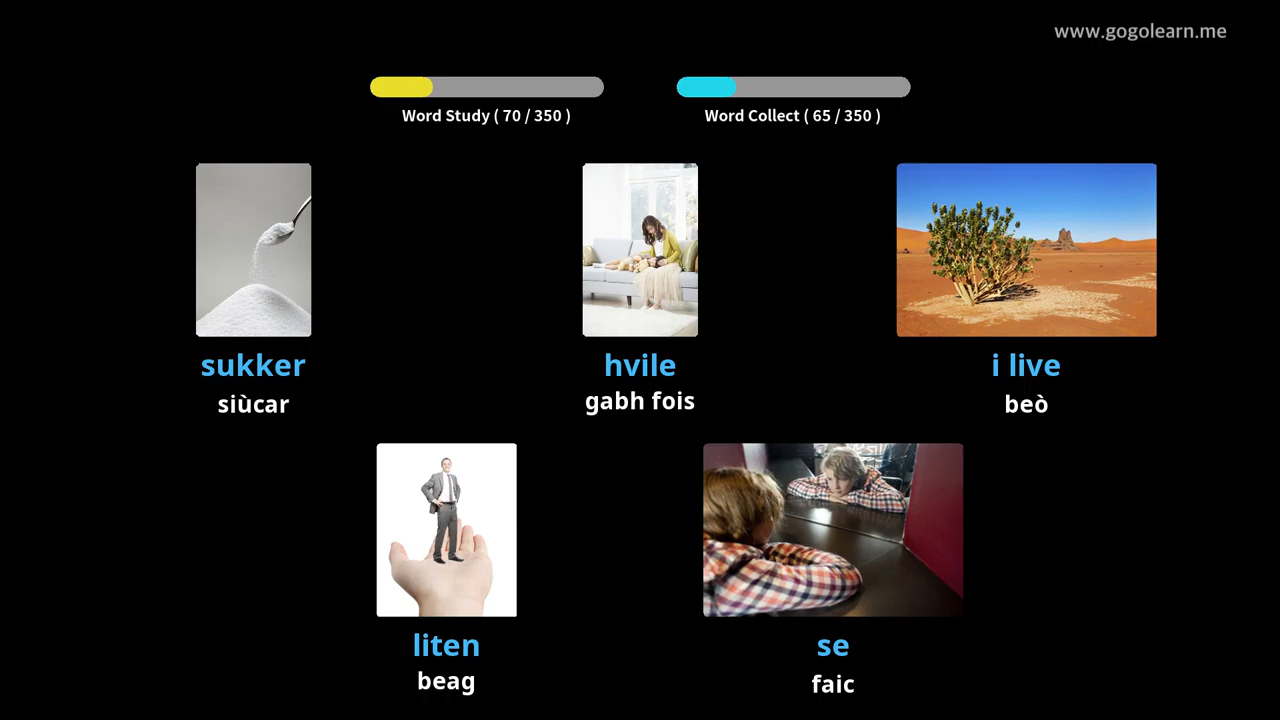 www.gogolearn.me
Word Study ( 70 / 350 )
Word Collect ( 65 / 350 )
sukker
siùcar
hvile
gabh fois
i live
beò
liten
beag
se
faic